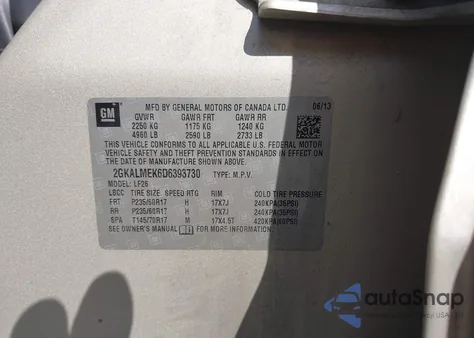 GM
MFD BY GENERAL MOTORS OF CANADA LTD. 06/13
GVWR GAWR FRT GAWR RR
2250 KG 1175 KG 1240 KG
4960 LB 2590 LB 2733 LB
THIS VEHICLE CONFORMS TO ALL APPLICABLE U.S. FEDERAL MOTOR
VEHICLE SAFETY AND THEFT PREVENTION STANDARDS IN EFFECT ON
THE DATE OF MANUFACTURE SHOWN ABOVE.
2GKALMEK6D6393730 TYPE: M.P.V.
MODEL: LF26
TIRE SIZE SPEED RTG RIM COLD TIRE PRESSURE
FRT P235/60R17 H 17X7J 240KPA(35PSI)
RR P235/60R17 H 17X7J 240KPA(35PSI)
SPA T145/70R17 M 17X4.5T 420KPA(60PSI)
SEE OWNER'S MANUAL FOR MORE INFORMATION.
autoSnap